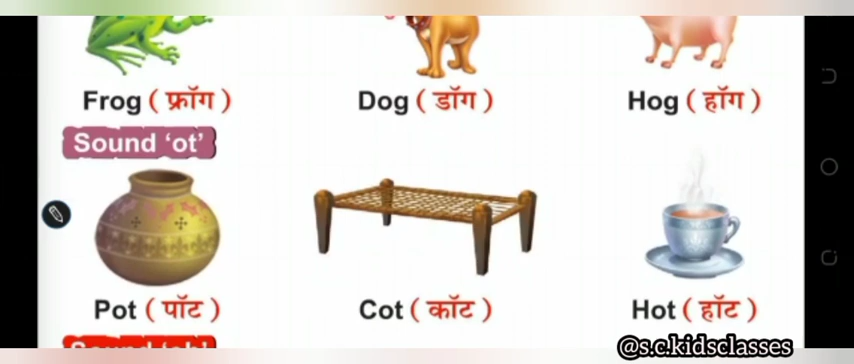 Frog ( फ्रॉग ) Dog ( डॉग ) Hog ( हॉग )
Sound ‘ot’
Pot ( पॉट ) Cot ( कॉट ) Hot ( हॉट )
@s.c.kidsclasses